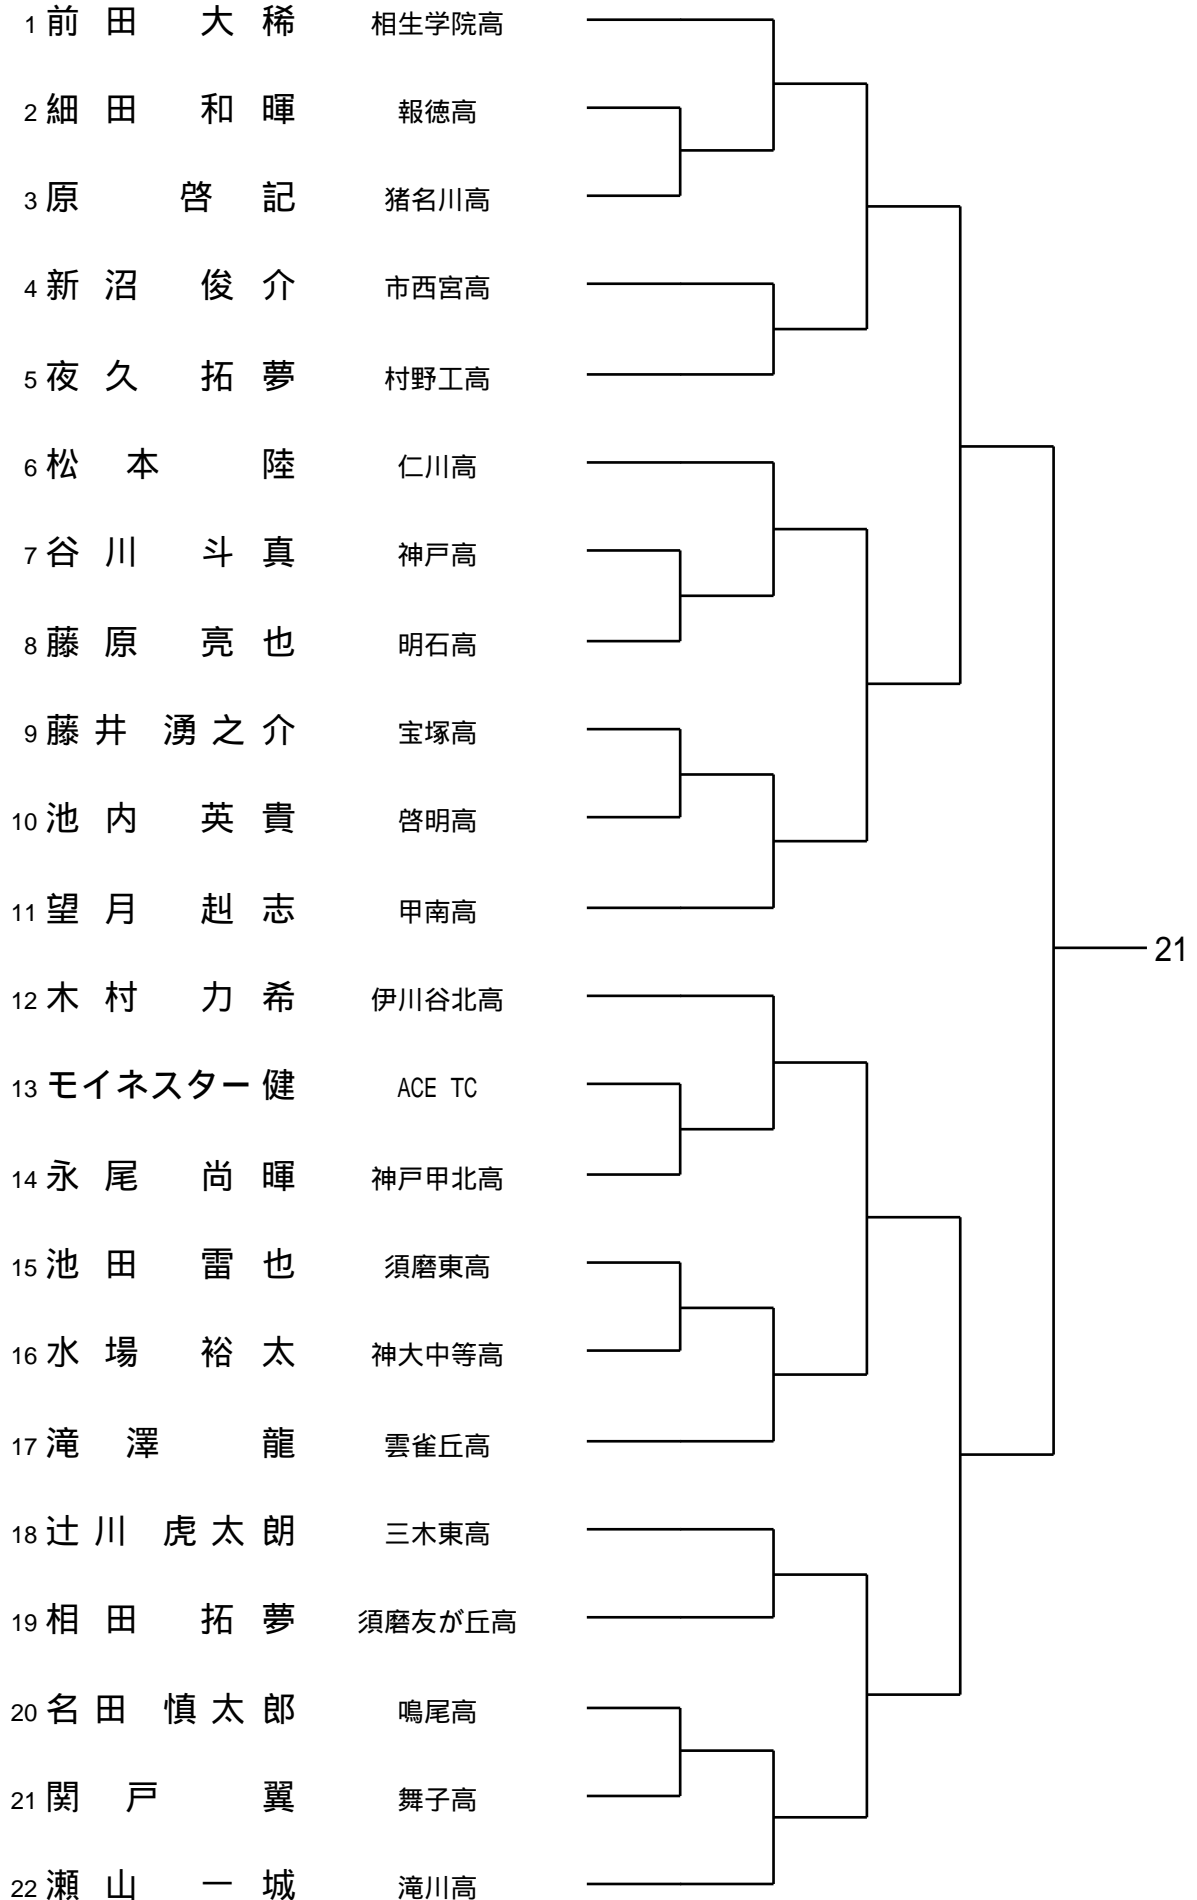 1 前田 大稀 相生学院高
2 細田 和暉 報徳高
3 原 啓記 猪名川高
4 新沼 俊介 市西宮高
5 夜久 拓夢 村野工高
6 松本 陸 仁川高
7 谷川 斗真 神戸高
8 藤原 亮也 明石高
9 藤井 湧之介 宝塚高
10 池内 英貴 啓明高
11 望月 赳志 甲南高
21
12 木村 力希 伊川谷北高
13 モイネスター 健 ACE TC
14 永尾 尚暉 神戸甲北高
15 池田 雷也 須磨東高
16 水場 裕太 神大中等高
17 滝澤 龍 雲雀丘高
18 辻川 虎太朗 三木東高
19 相田 拓夢 須磨友が丘高
20 名田 慎太郎 鳴尾高
21 関戸 翼 舞子高
22 瀬山 一城 滝川高